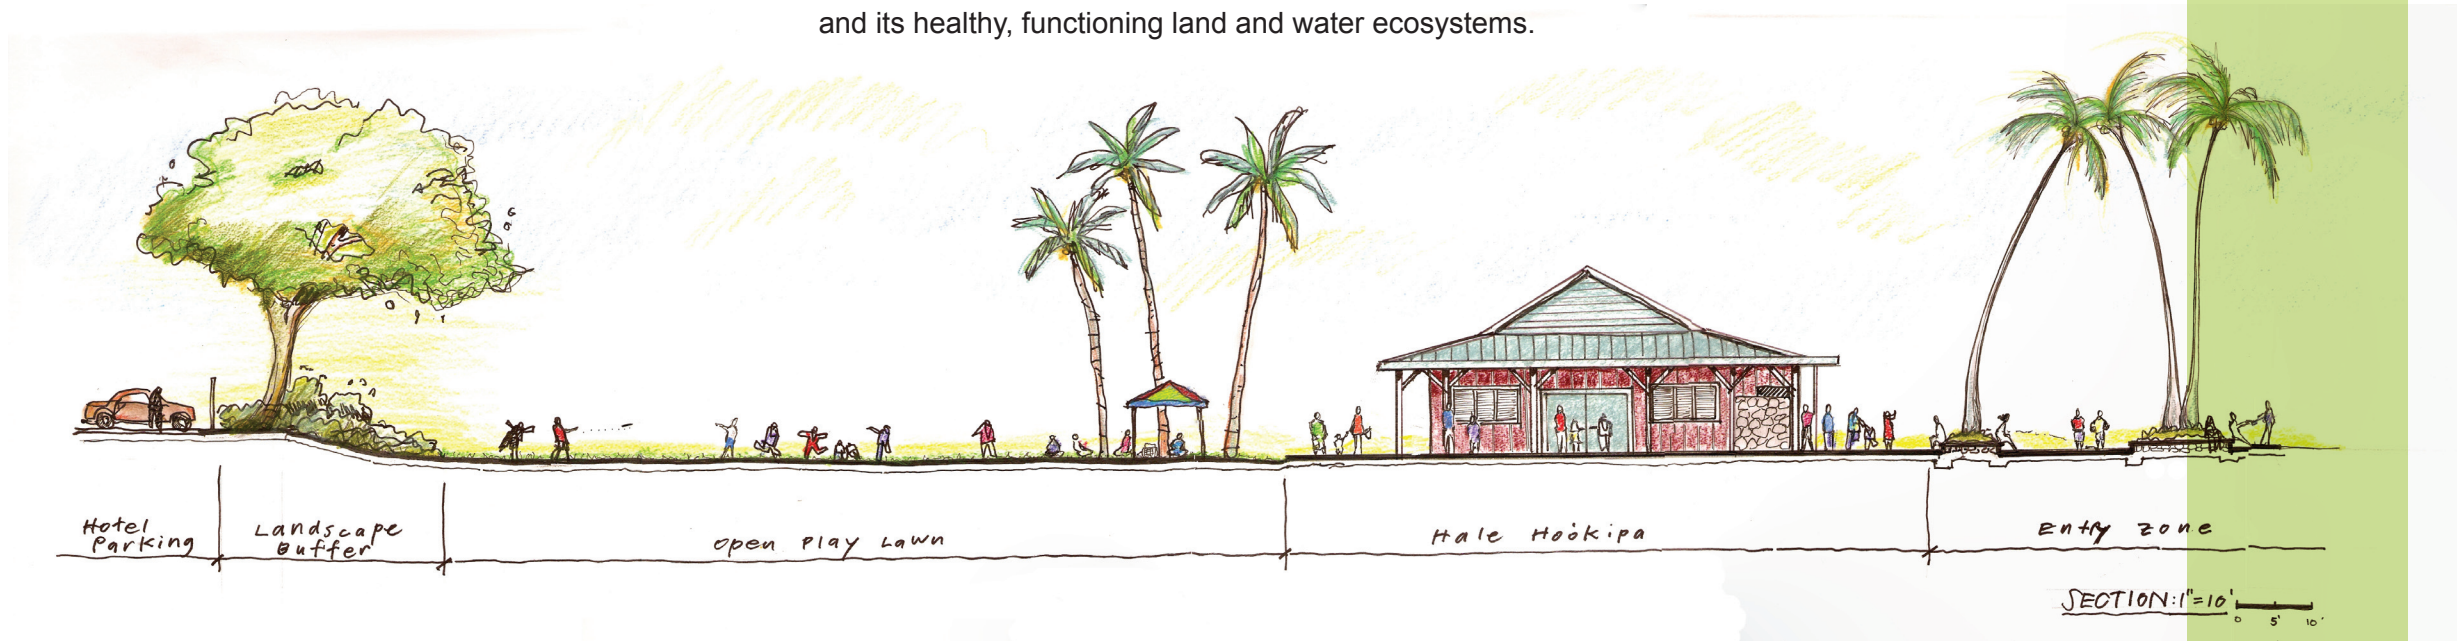 and its healthy, functioning land and water ecosystems.
Hotel
Parking
Landscape
Buffer
Open Play Lawn
Hale Hoókipa
Entry Zone
SECTION: 1"=10'
0 5' 10'